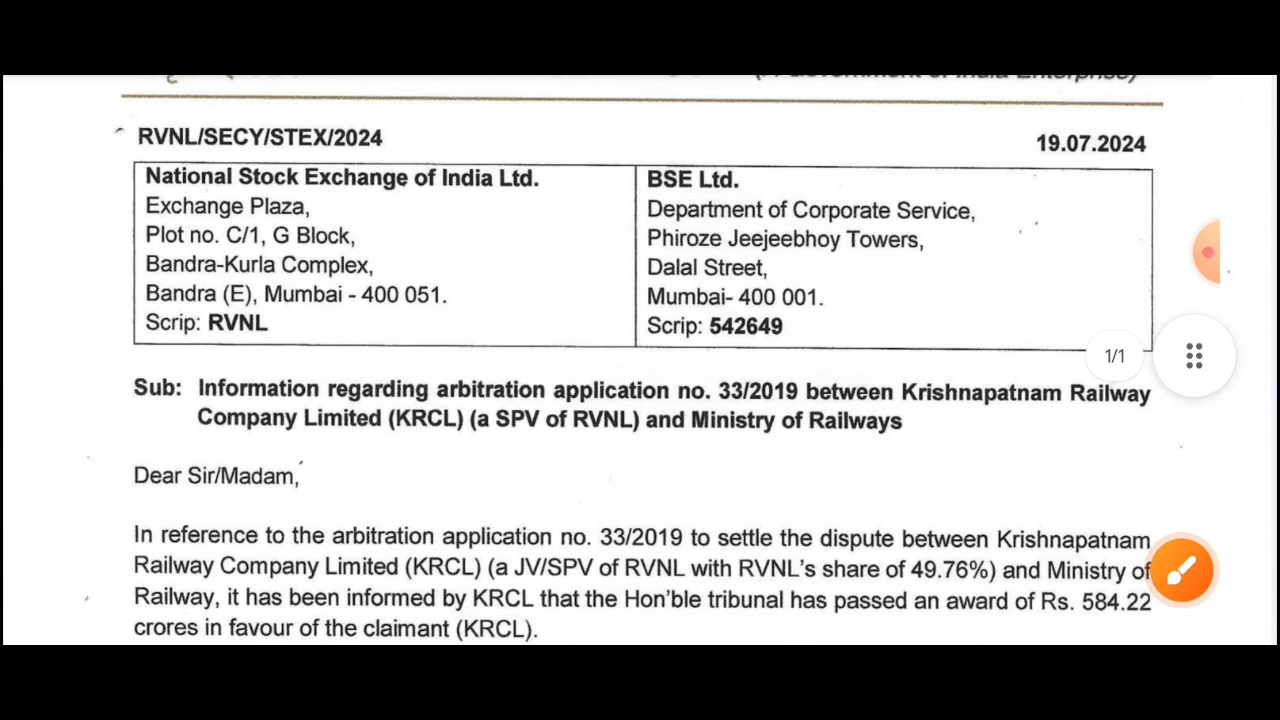 RVNL/SECY/STEX/2024
19.07.2024
National Stock Exchange of India Ltd.
Exchange Plaza,
Plot no. C/1, G Block,
Bandra-Kurla Complex,
Bandra (E), Mumbai - 400 051.
Scrip: RVNL
BSE Ltd.
Department of Corporate Service,
Phiroze Jeejeebhoy Towers,
Dalal Street,
Mumbai- 400 001.
Scrip: 542649
1/1
Sub: Information regarding arbitration application no. 33/2019 between Krishnapatnam Railway
Company Limited (KRCL) (a SPV of RVNL) and Ministry of Railways
Dear Sir/Madam,
In reference to the arbitration application no. 33/2019 to settle the dispute between Krishnapatnam
Railway Company Limited (KRCL) (a JV/SPV of RVNL with RVNL's share of 49.76%) and Ministry of
Railway, it has been informed by KRCL that the Hon'ble tribunal has passed an award of Rs. 584.22
crores in favour of the claimant (KRCL).